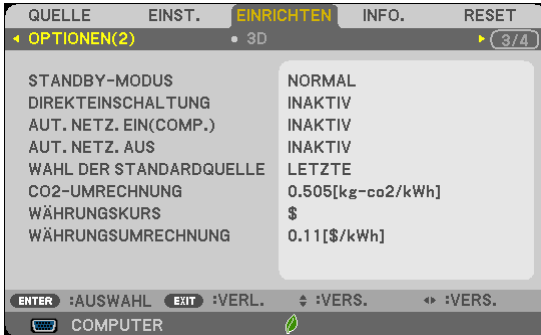 QUELLE EINST. EINRICHTEN INFO. RESET
OPTIONEN(2) 3D 3/4
STANDBY-MODUS NORMAL
DIREKTEINSCHALTUNG INAKTIV
AUT. NETZ. EIN(COMP.) INAKTIV
AUT. NETZ. AUS INAKTIV
WAHL DER STANDARDQUELLE LETZTE
CO2-UMRECHNUNG 0.505[kg-co2/kWh]
WÄHRUNGSKURS $
WÄHRUNGSUMRECHNUNG 0.11[$/kWh]
ENTER :AUSWAHL EXIT :VERL. :VERS. :VERS.
COMPUTER